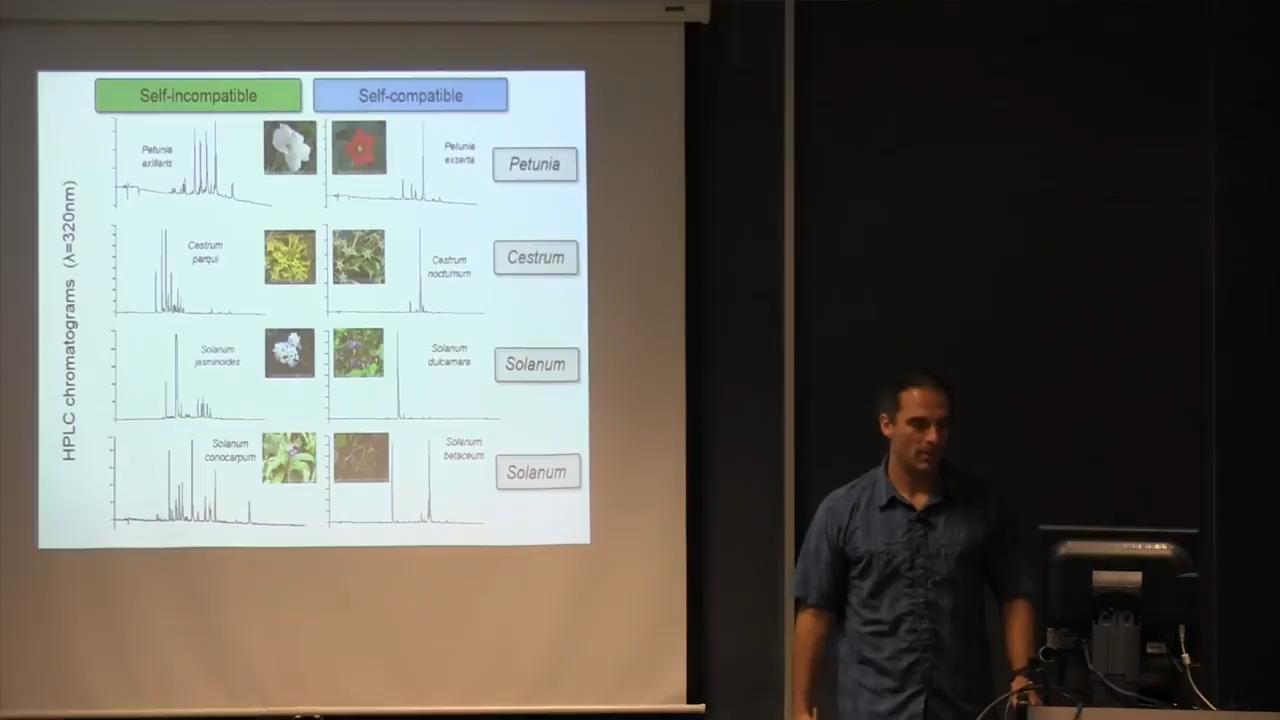 Self-incompatible
Self-compatible
HPLC chromatograms (λ=320nm)
Petunia
axillaris
Petunia
exserta
Petunia
Cestrum
parqui
Cestrum
nocturnum
Cestrum
Solanum
jasminoides
Solanum
dulcamara
Solanum
Solanum
conocarpum
Solanum
betaceum
Solanum